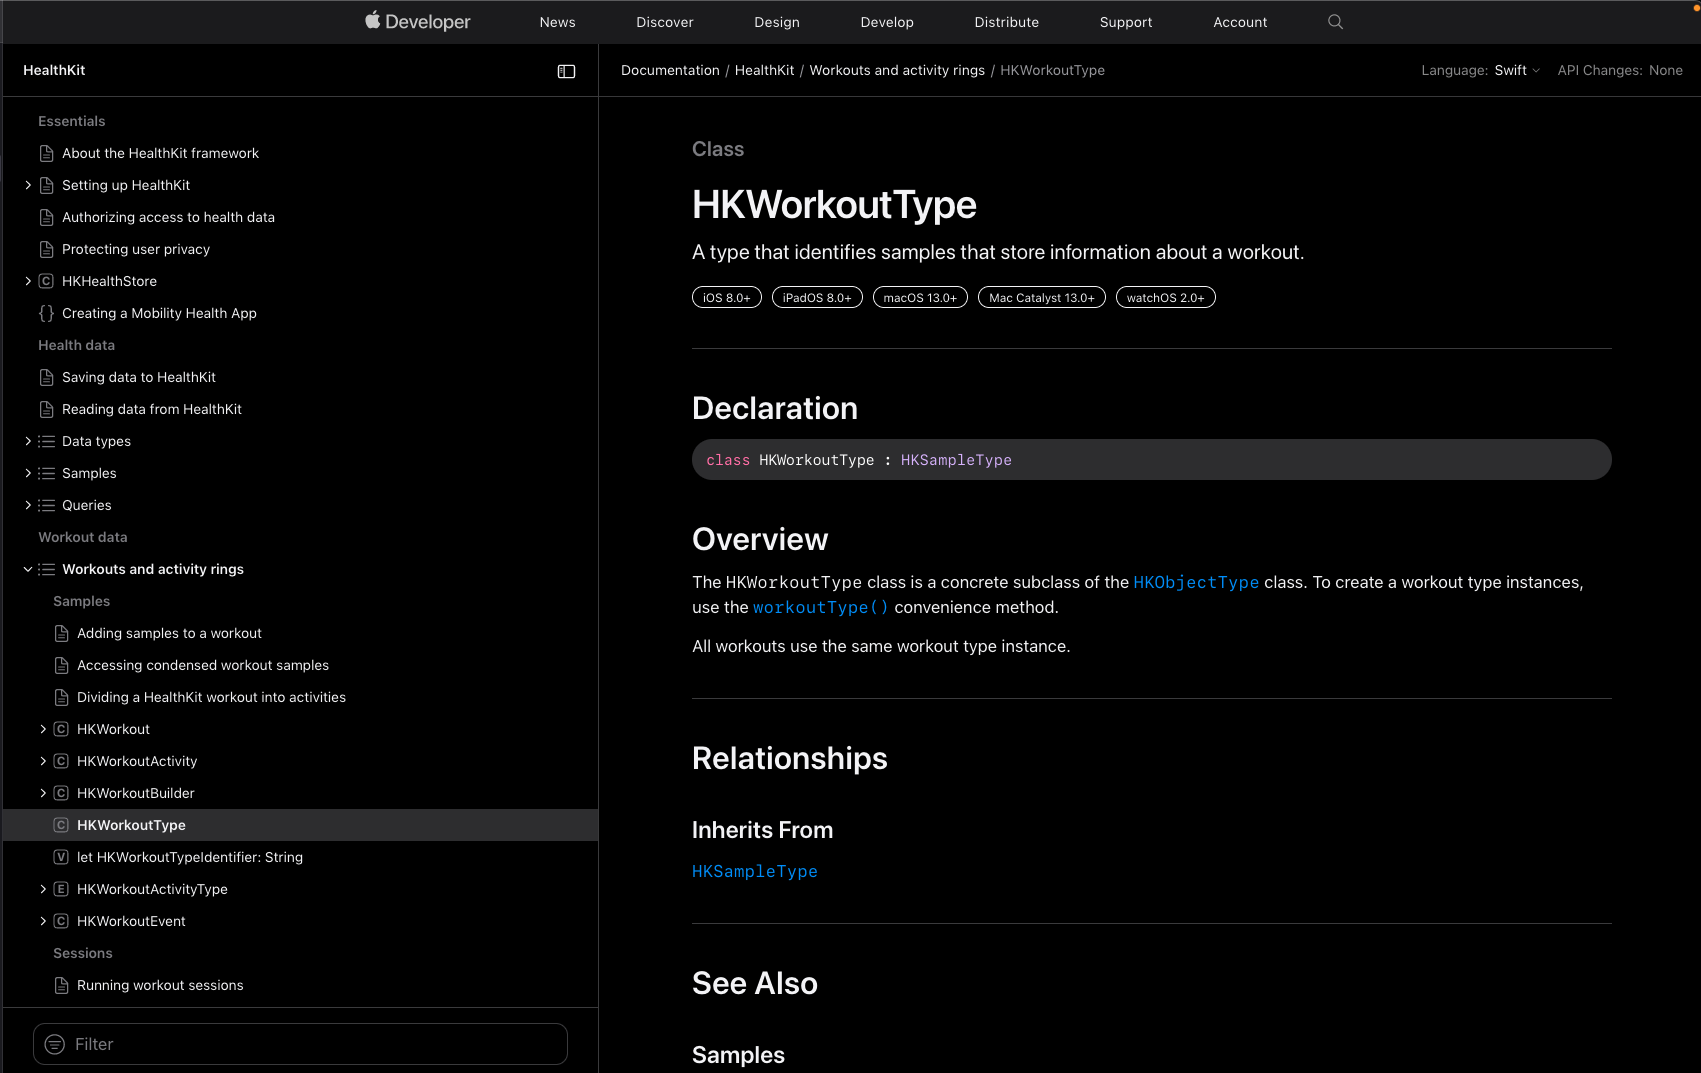 Developer
News
Discover
Design
Develop
Distribute
Support
Account
HealthKit
Documentation / HealthKit / Workouts and activity rings / HKWorkoutType
Language: Swift
API Changes: None
Essentials
About the HealthKit framework
Setting up HealthKit
Authorizing access to health data
Protecting user privacy
C HKHealthStore
{} Creating a Mobility Health App
Health data
Saving data to HealthKit
Reading data from HealthKit
Data types
Samples
Queries
Workout data
Workouts and activity rings
Samples
Adding samples to a workout
Accessing condensed workout samples
Dividing a HealthKit workout into activities
C HKWorkout
C HKWorkoutActivity
C HKWorkoutBuilder
C HKWorkoutType
V let HKWorkoutTypeIdentifier: String
E HKWorkoutActivityType
C HKWorkoutEvent
Sessions
Running workout sessions
Filter
Class
HKWorkoutType
A type that identifies samples that store information about a workout.
iOS 8.0+
iPadOS 8.0+
macOS 13.0+
Mac Catalyst 13.0+
watchOS 2.0+
Declaration
class HKWorkoutType : HKSampleType
Overview
The HKWorkoutType class is a concrete subclass of the HKObjectType class. To create a workout type instances,
use the workoutType() convenience method.
All workouts use the same workout type instance.
Relationships
Inherits From
HKSampleType
See Also
Samples